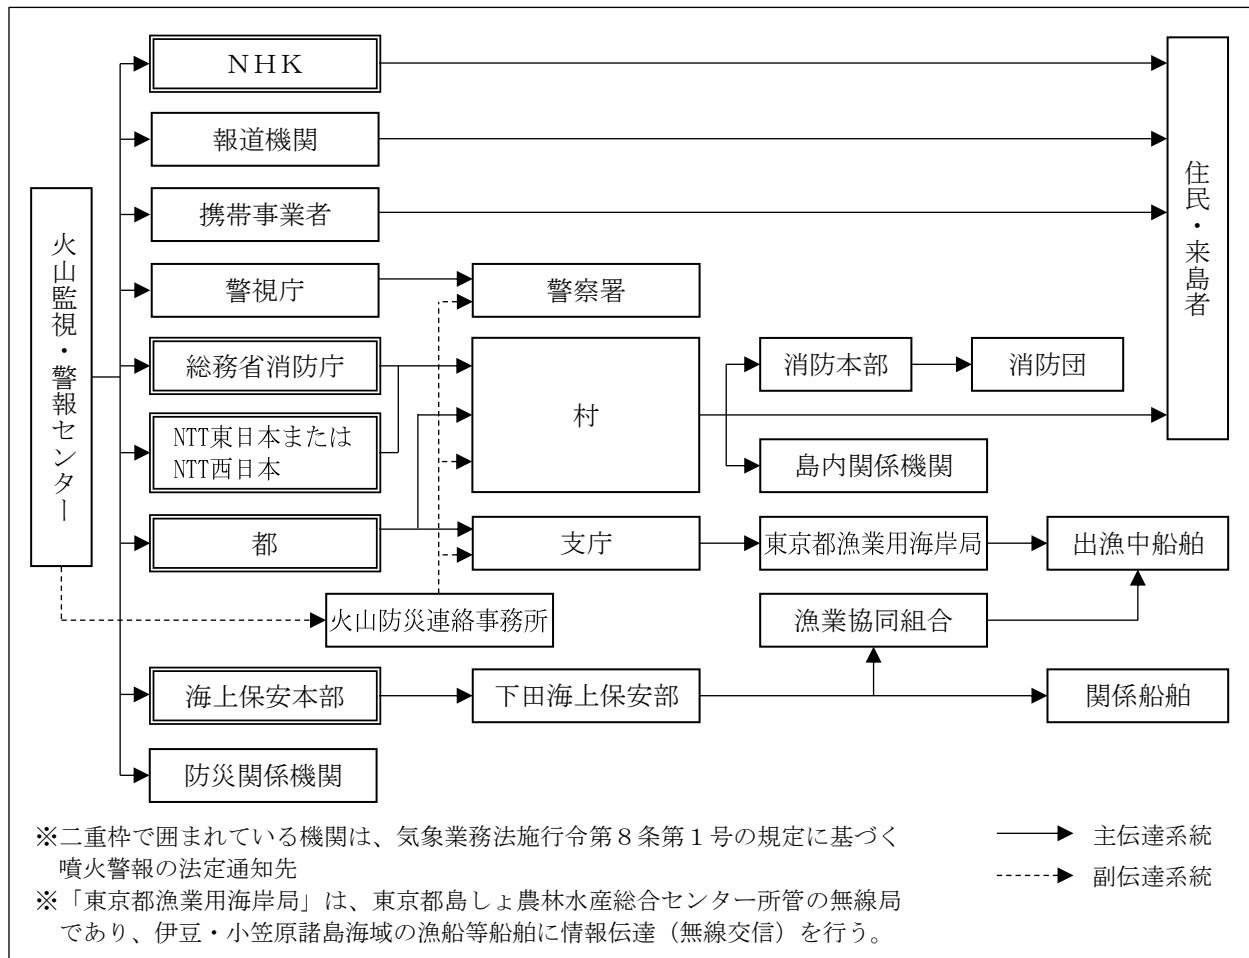 ＮＨＫ
報道機関
携帯事業者
警視庁
警察署
総務省消防庁
NTT東日本または
NTT西日本
村
消防本部
消防団
島内関係機関
都
支庁
東京都漁業用海岸局
出漁中船舶
火山防災連絡事務所
漁業協同組合
海上保安本部
下田海上保安部
関係船舶
防災関係機関
火山監視・警報センター
住民・来島者
※二重枠で囲まれている機関は、気象業務法施行令第８条第１号の規定に基づく
噴火警報の法定通知先
※「東京都漁業用海岸局」は、東京都島しょ農林水産総合センター所管の無線局
であり、伊豆・小笠原諸島海域の漁船等船舶に情報伝達（無線交信）を行う。
主伝達系統
副伝達系統